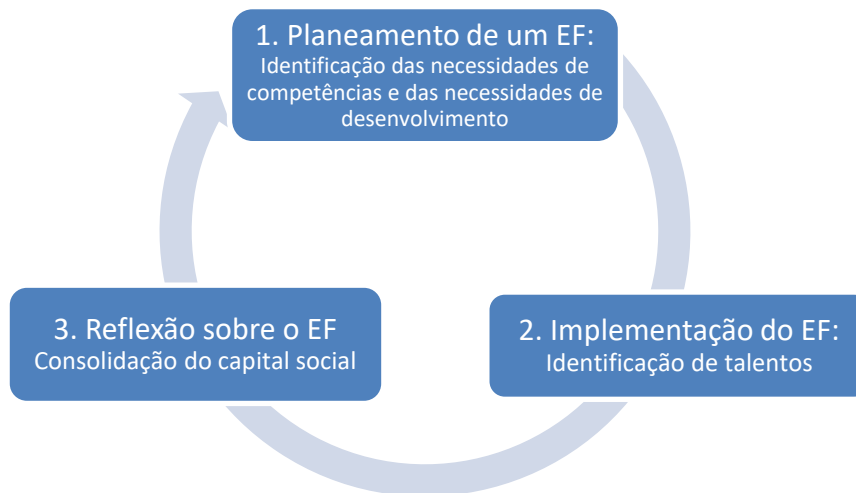 1. Planeamento de um EF:
Identificação das necessidades de
competências e das necessidades de
desenvolvimento
2. Implementação do EF:
Identificação de talentos
3. Reflexão sobre o EF
Consolidação do capital social